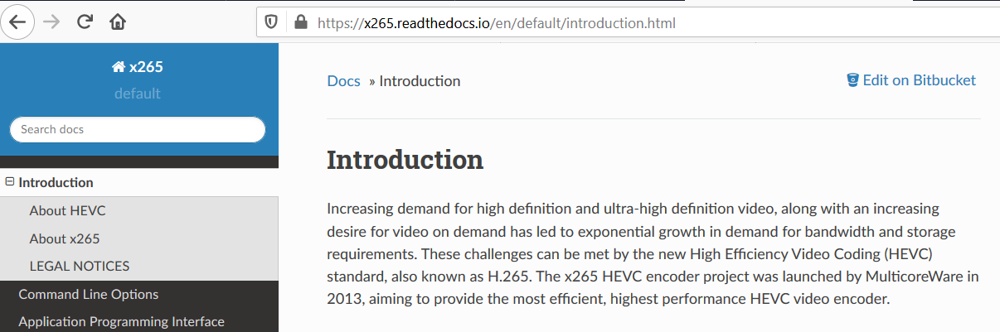 https://x265.readthedocs.io/en/default/introduction.html
x265
default
Search docs
Introduction
About HEVC
About x265
LEGAL NOTICES
Command Line Options
Application Programming Interface
Docs » Introduction
Edit on Bitbucket
Introduction
Increasing demand for high definition and ultra-high definition video, along with an increasing
desire for video on demand has led to exponential growth in demand for bandwidth and storage
requirements. These challenges can be met by the new High Efficiency Video Coding (HEVC)
standard, also known as H.265. The x265 HEVC encoder project was launched by MulticoreWare in
2013, aiming to provide the most efficient, highest performance HEVC video encoder.